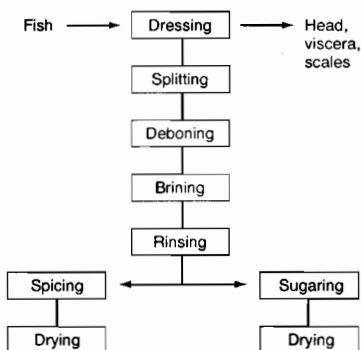 Fish
Dressing
Head,
viscera,
scales
Splitting
Deboning
Brining
Rinsing
Spicing
Sugaring
Drying
Drying